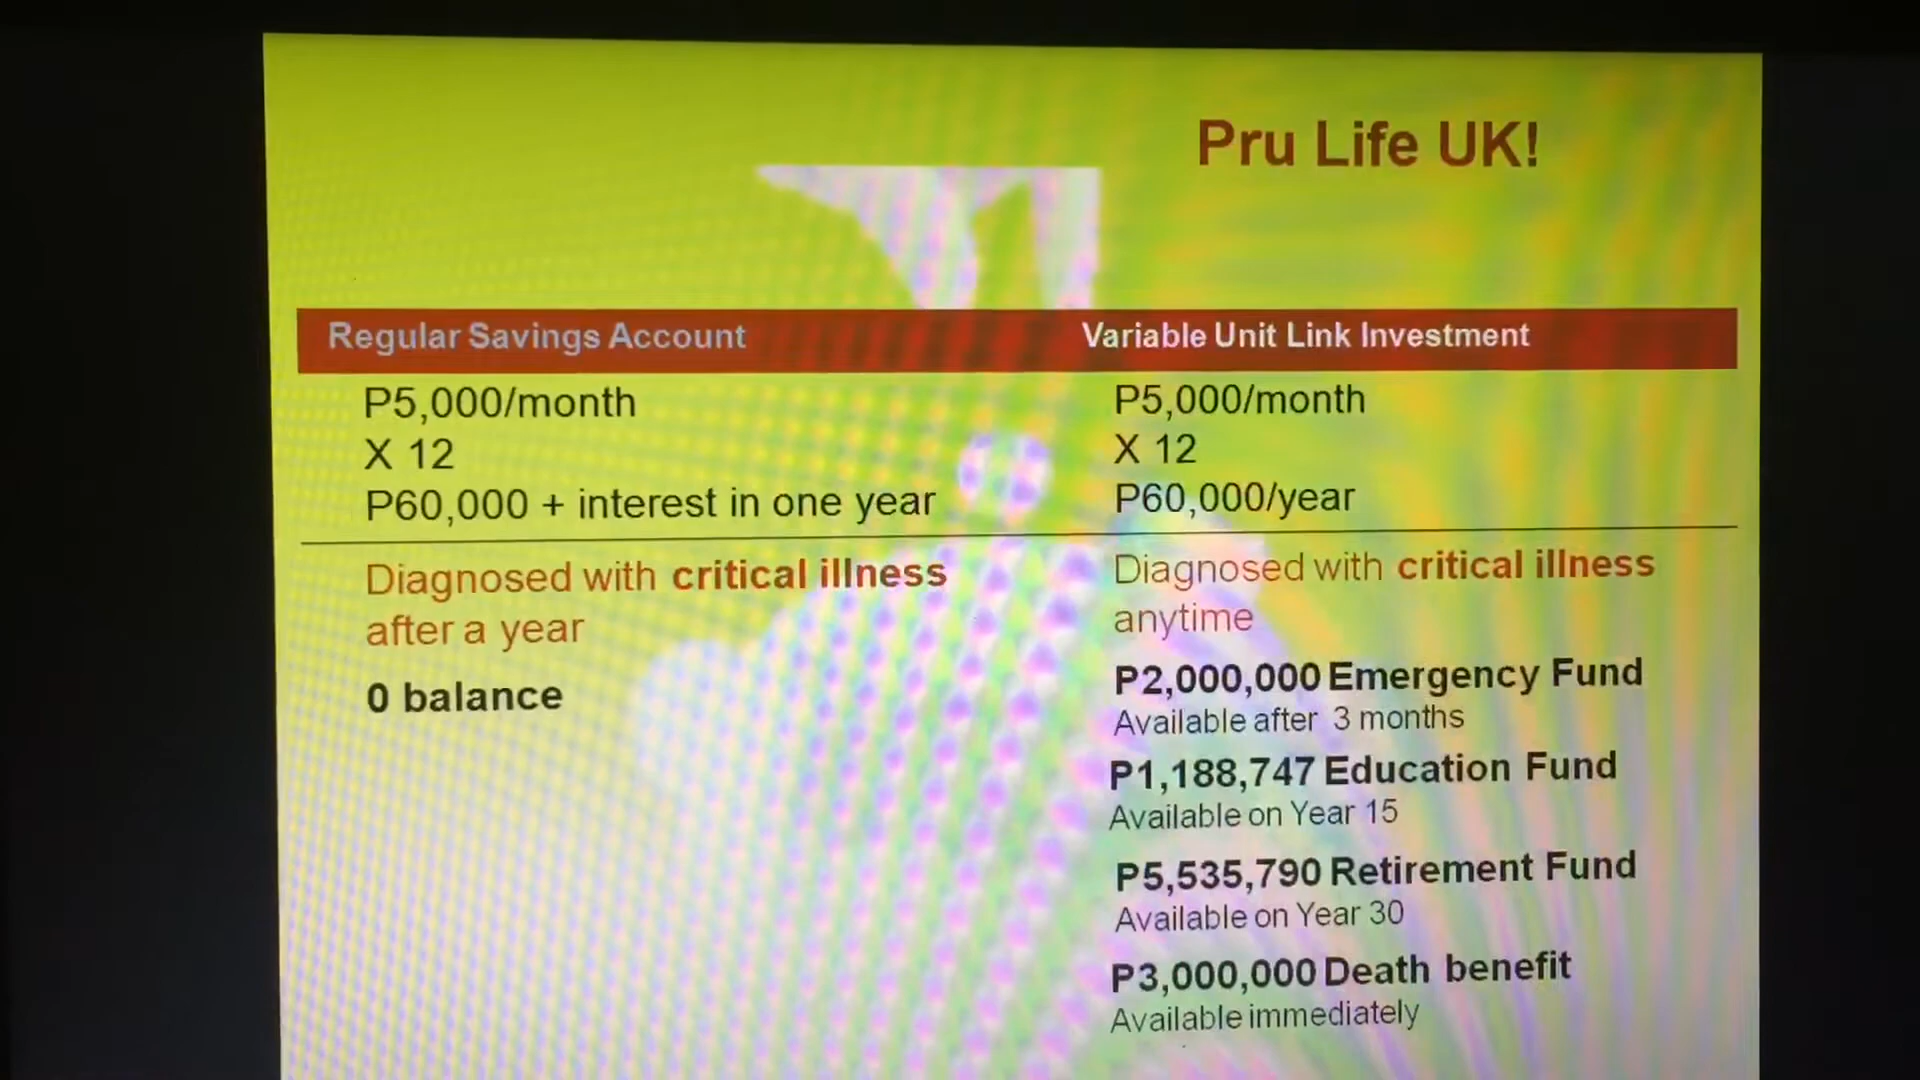 Pru Life UK!
Regular Savings Account
Variable Unit Link Investment
P5,000/month
X 12
P60,000 + interest in one year
Diagnosed with critical illness
after a year
0 balance
P5,000/month
X 12
P60,000/year
Diagnosed with critical illness
anytime
P2,000,000 Emergency Fund
Available after 3 months
P1,188,747 Education Fund
Available on Year 15
P5,535,790 Retirement Fund
Available on Year 30
P3,000,000 Death benefit
Available immediately